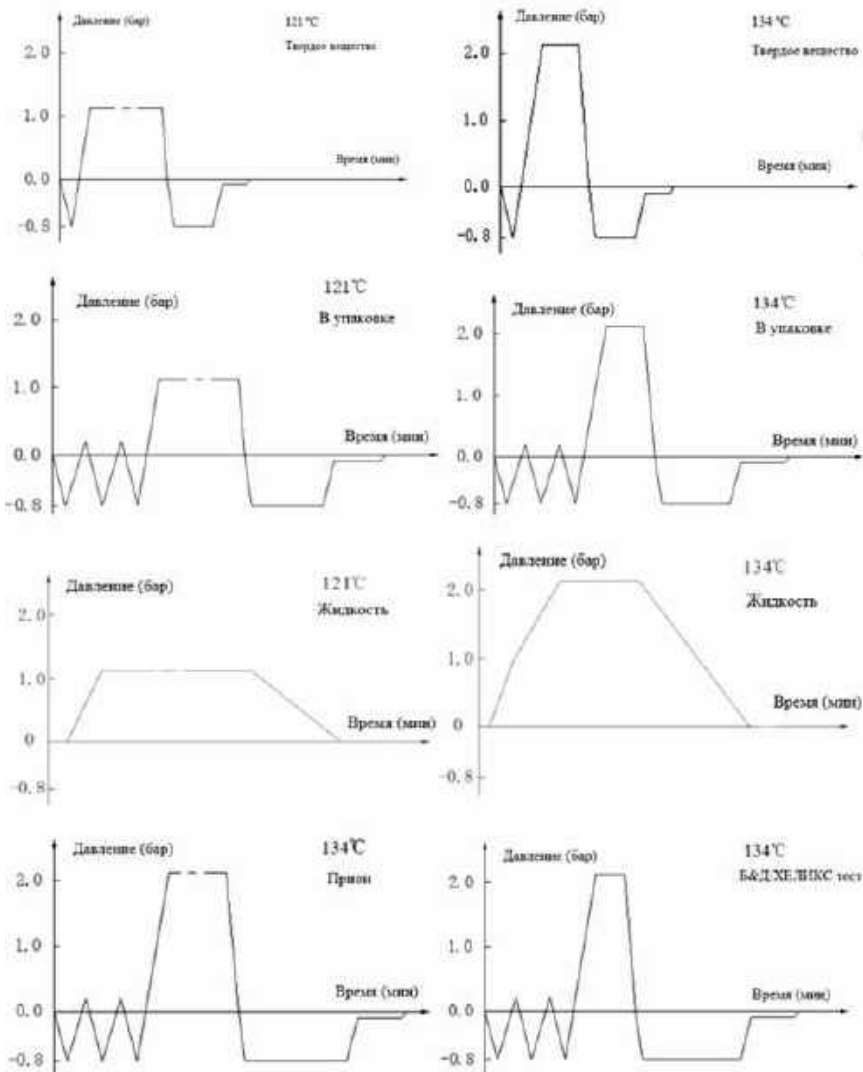 Давление (бар)
121 °C
Твердое вещество
2.0
1.0
Время (мин)
0.0
-0.8
Давление (бар)
134 °C
Твердое вещество
2.0
1.0
Время (мин)
0.0
-0.8
Давление (бар)
121℃
В упаковке
2.0
1.0
Время (мин)
0.0
-0.8
Давление (бар)
134℃
В упаковке
2.0
1.0
Время (мин)
0.0
-0.8
Давление (бар)
121℃
Жидкость
2.0
1.0
Время (мин)
0
-0.8
Давление (бар)
134℃
Жидкость
2.0
1.0
Время (мин)
0
-0.8
Давление (бар)
134℃
Прион
2.0
1.0
Время (мин)
0.0
-0.8
Давление (бар)
134℃
Б&Д/ХЕЛИКС тест
2.0
1.0
Время (мин)
0.0
-0.8